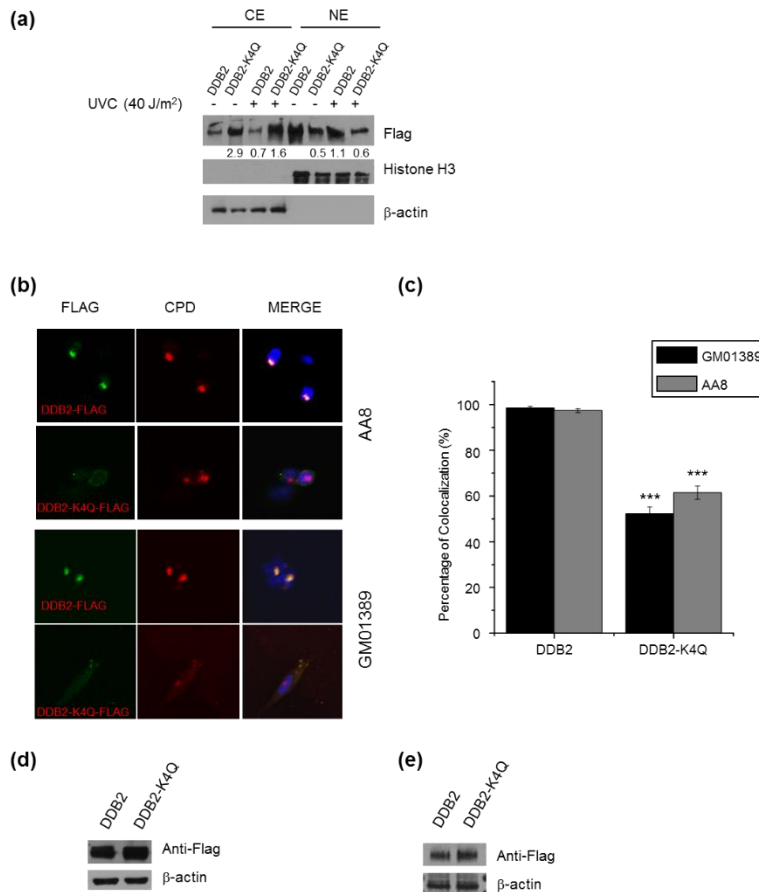 (a)
CE NE
DDB2 DDB2-K4Q DDB2 DDB2-K4Q DDB2 DDB2-K4Q DDB2 DDB2-K4Q
UVC (40 J/m²) - - + + - - + +
Flag
2.9 0.7 1.6 0.5 1.1 0.6
Histone H3
β-actin
(b)
FLAG CPD MERGE
DDB2-FLAG
DDB2-K4Q-FLAG
AA8
DDB2-FLAG
DDB2-K4Q-FLAG
GM01389
(c)
GM01389
AA8
Percentage of Colocalization (%)
100
80
60
40
20
0
*** ***
DDB2 DDB2-K4Q
(d)
DDB2 DDB2-K4Q
Anti-Flag
β-actin
(e)
DDB2 DDB2-K4Q
Anti-Flag
β-actin